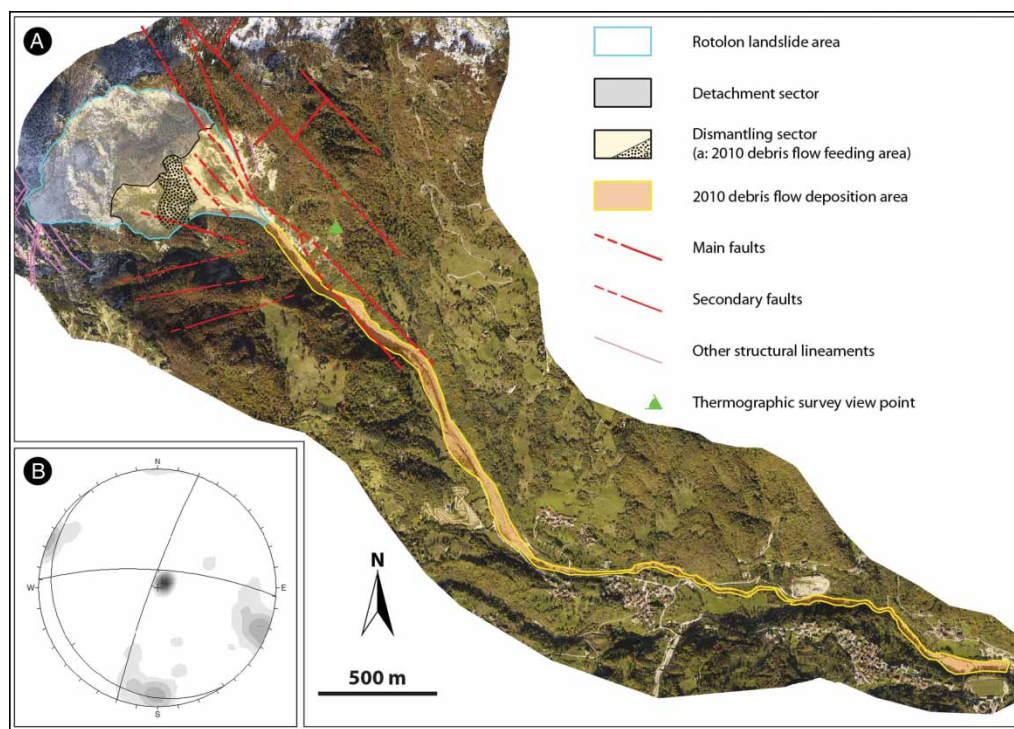 A
Rotolon landslide area
Detachment sector
Dismantling sector
(a: 2010 debris flow feeding area)
a
2010 debris flow deposition area
Main faults
Secondary faults
Other structural lineaments
Thermographic survey view point
B
N
W
E
S
N
500 m